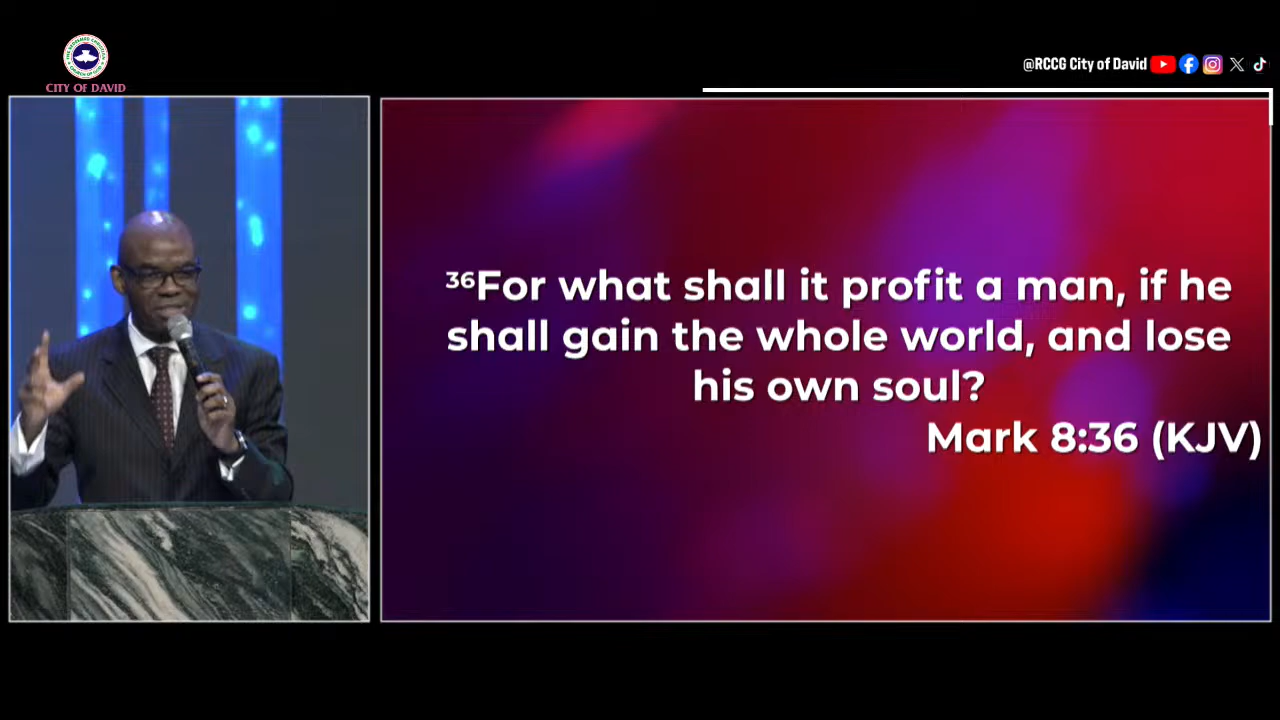 CITY OF DAVID
@RCCG City of David
³⁶For what shall it profit a man, if he
shall gain the whole world, and lose
his own soul?
Mark 8:36 (KJV)